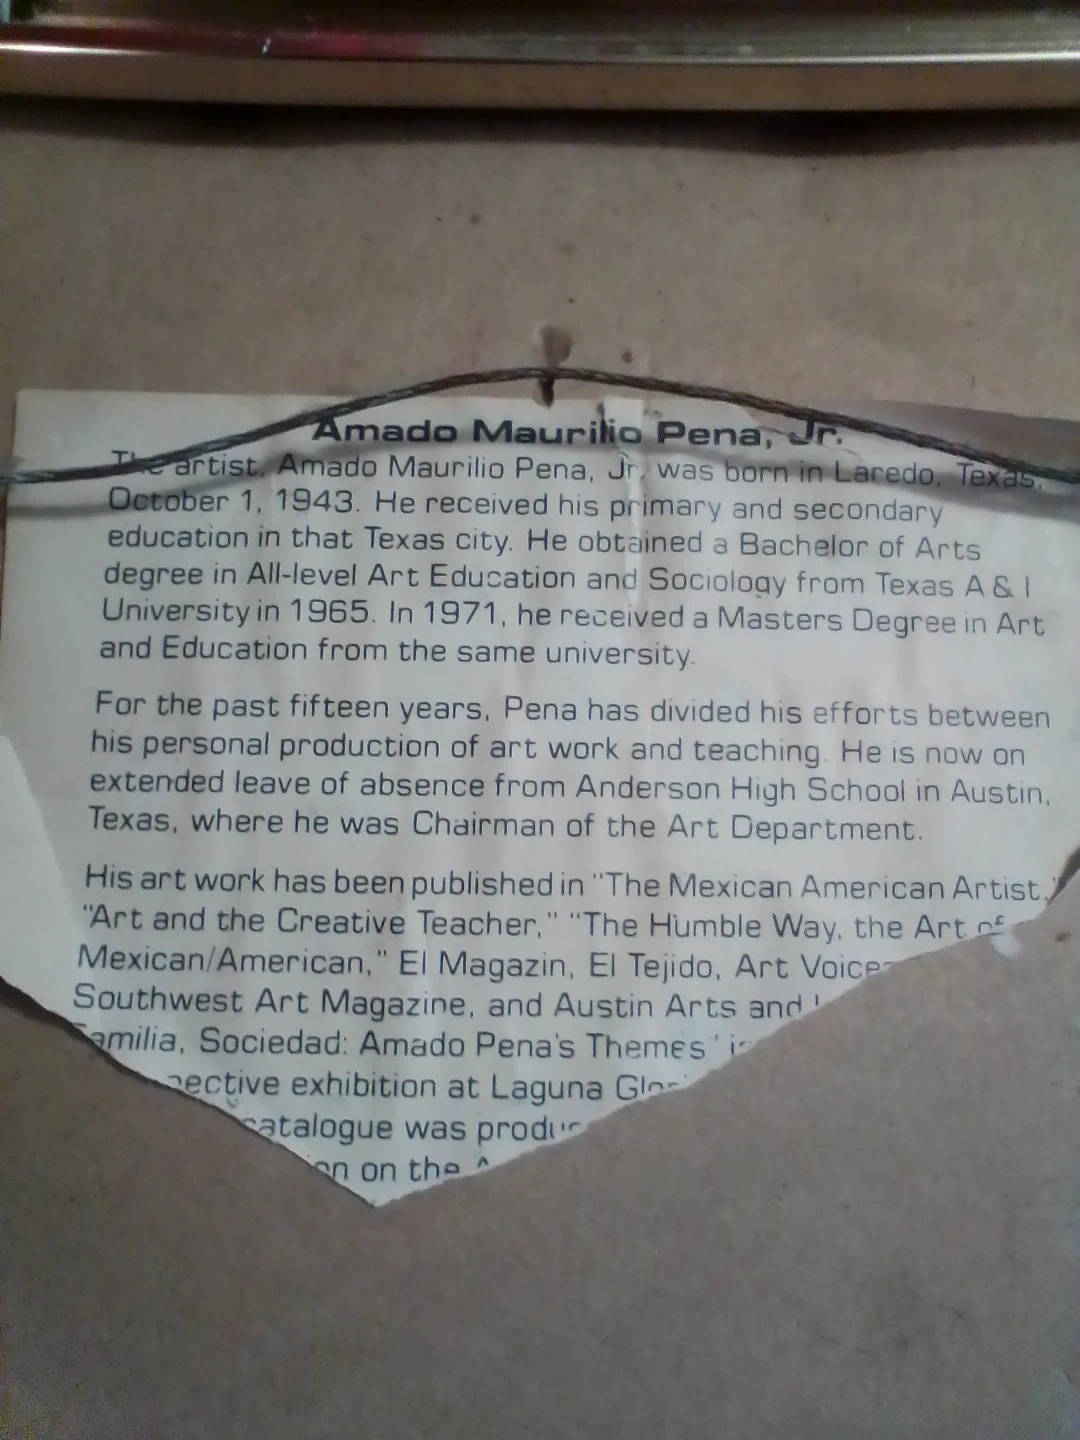 Amado Maurilio Pena, Jr.
The artist, Amado Maurilio Pena, Jr. was born in Laredo, Texas,
October 1, 1943. He received his primary and secondary
education in that Texas city. He obtained a Bachelor of Arts
degree in All-level Art Education and Sociology from Texas A & I
University in 1965. In 1971, he received a Masters Degree in Art
and Education from the same university.
For the past fifteen years, Pena has divided his efforts between
his personal production of art work and teaching. He is now on
extended leave of absence from Anderson High School in Austin,
Texas, where he was Chairman of the Art Department.
His art work has been published in "The Mexican American Artist,"
"Art and the Creative Teacher," "The Humble Way, the Art of
Mexican/American," El Magazin, El Tejido, Art Voices
Southwest Art Magazine, and Austin Arts and
amilia, Sociedad: Amado Pena's Themes"
pective exhibition at Laguna
catalogue was
on the